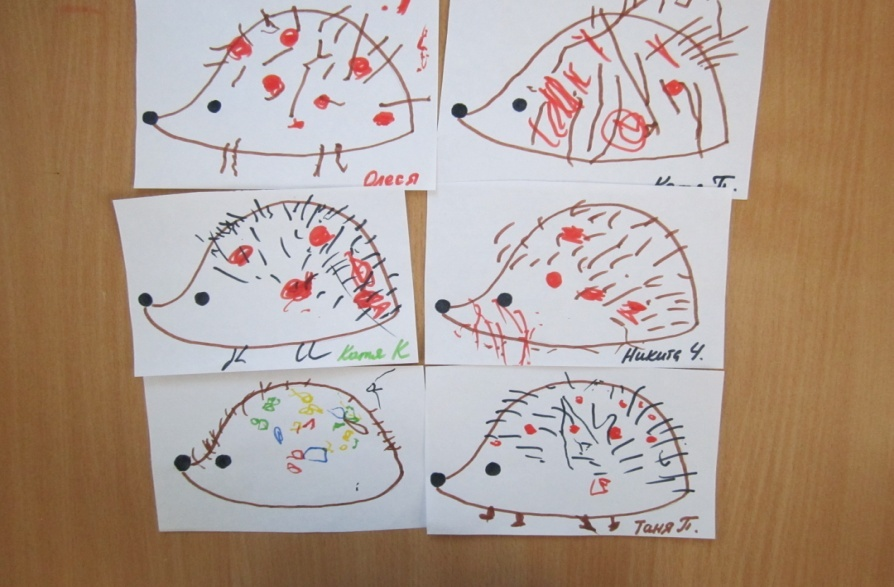 Олеся
Катя П.
Катя К
Никита Ч.
Таня П.